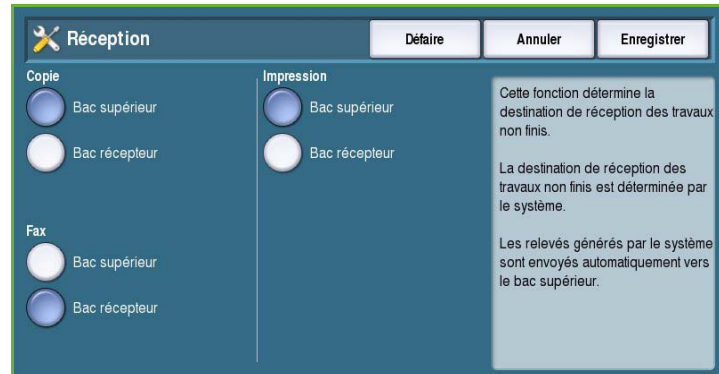 Réception
Défaire
Annuler
Enregistrer
Copie
Bac supérieur
Bac récepteur
Fax
Bac supérieur
Bac récepteur
Impression
Bac supérieur
Bac récepteur
Cette fonction détermine la
destination de réception des travaux
non finis.
La destination de réception des
travaux non finis est déterminée par
le système.
Les relevés générés par le système
sont envoyés automatiquement vers
le bac supérieur.